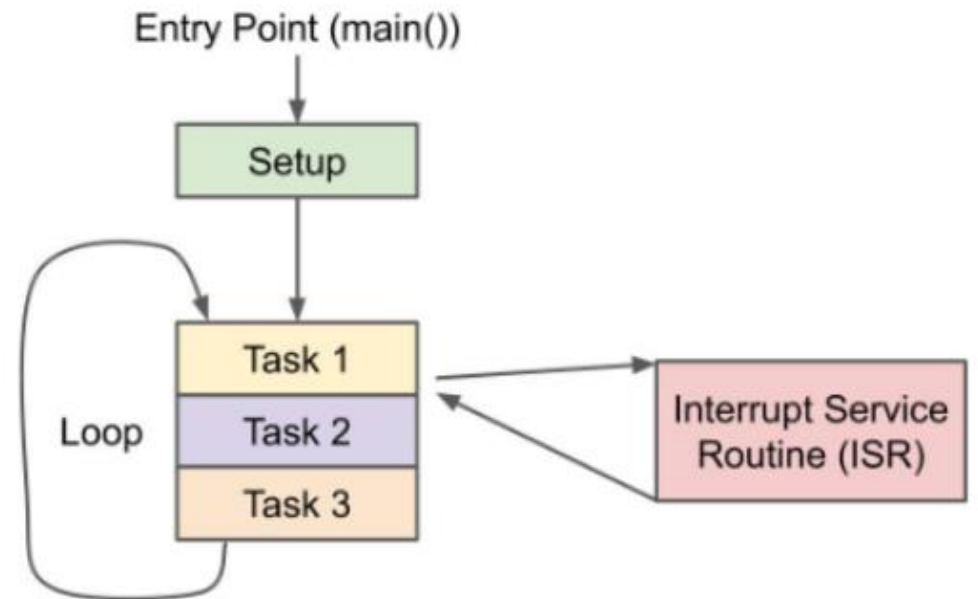 Entry Point (main())
Setup
Task 1
Loop
Task 2
Task 3
Interrupt Service
Routine (ISR)